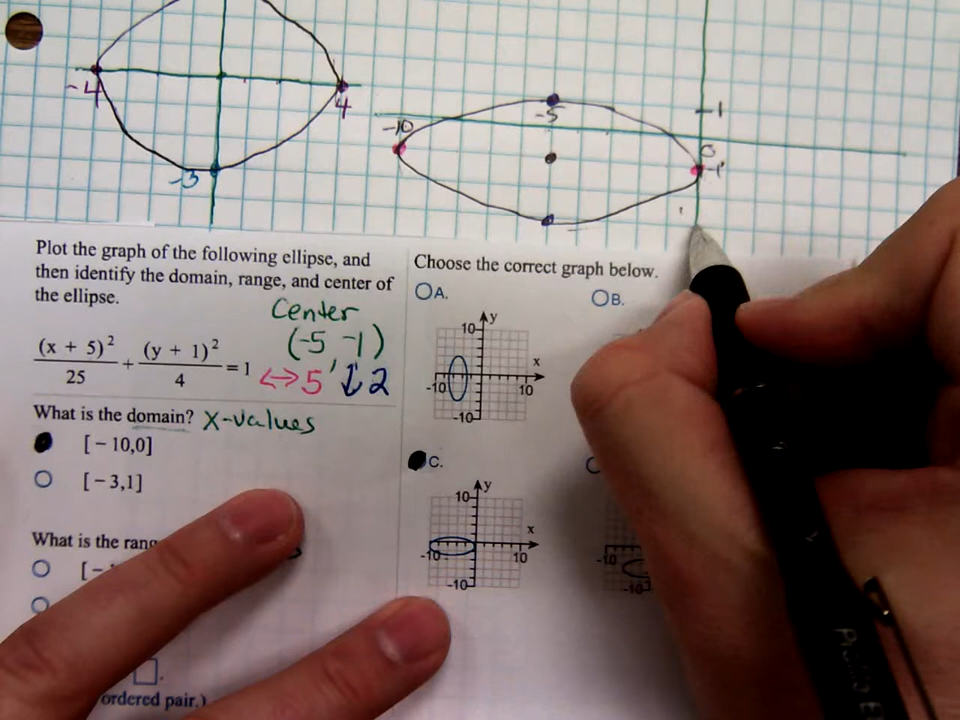 -4
4
-3
-10
-5
-1
0
-1
Plot the graph of the following ellipse, and
then identify the domain, range, and center of
the ellipse.
Center
(-5, -1)
(x + 5)² / 25 + (y + 1)² / 4 = 1
↔5 ↕2
What is the domain? X-values
[-10,0]
[-3,1]
What is the rang
[-
ordered pair.)
Choose the correct graph below.
A.
10
y
x
-10
10
-10
B.
C.
10
y
x
-10
10
-10
-10
-10